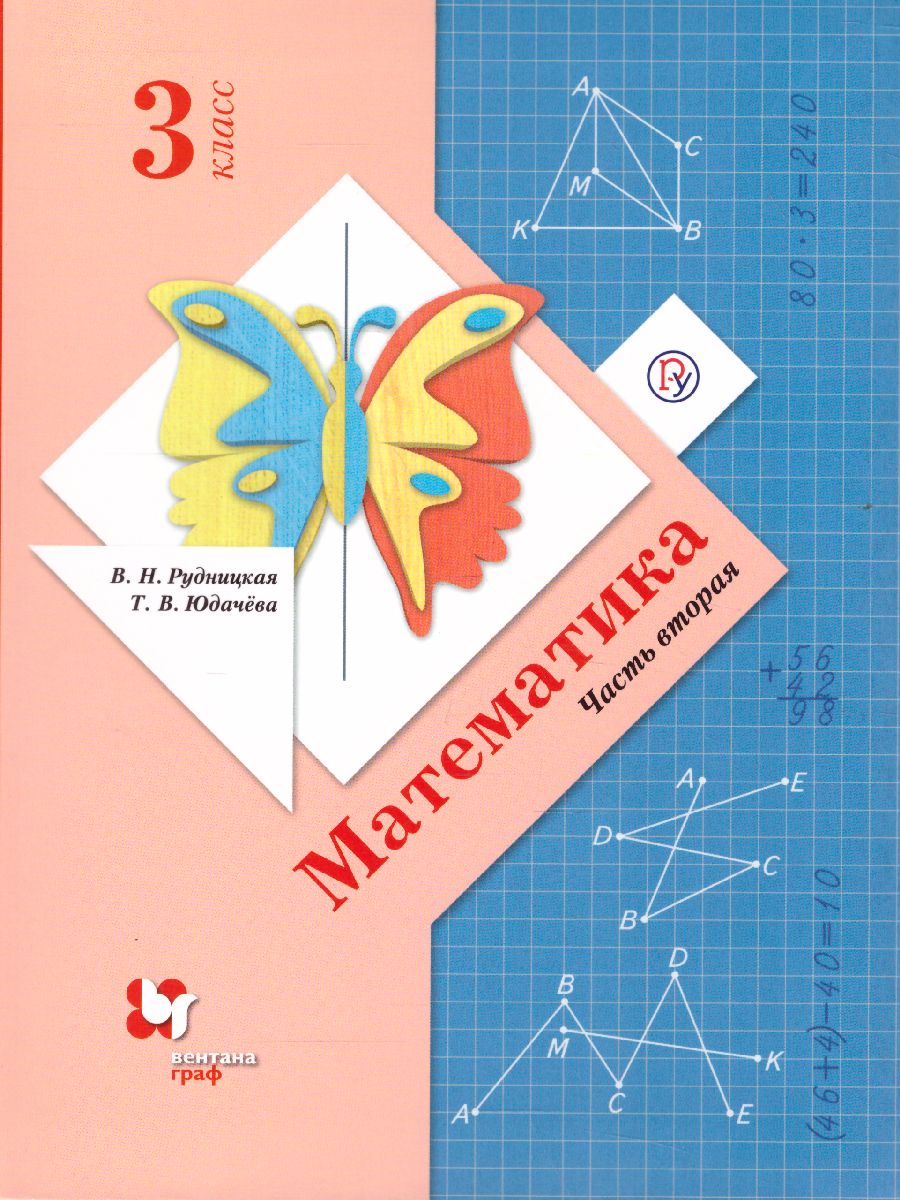 3
класс
A
C
M
K
B
80 · 3 = 240
РУ
В. Н. Рудницкая
Т. В. Юдачёва
Математика
Часть вторая
+56
42
98
A
E
D
C
B
(46+4)−40=10
D
B
M
K
C
A
E
вентана
граф